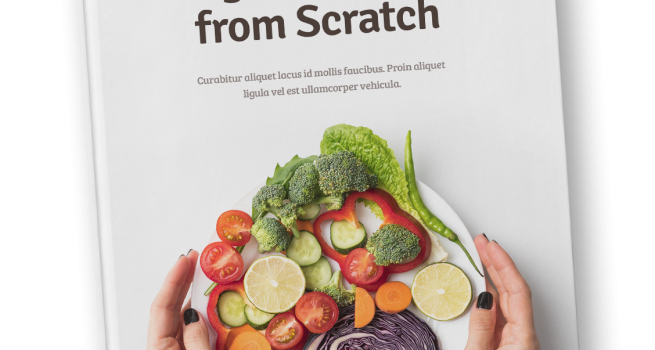 from Scratch
Curabitur aliquet lacus id mollis faucibus. Proin aliquet
ligula vel est ullamcorper vehicula.